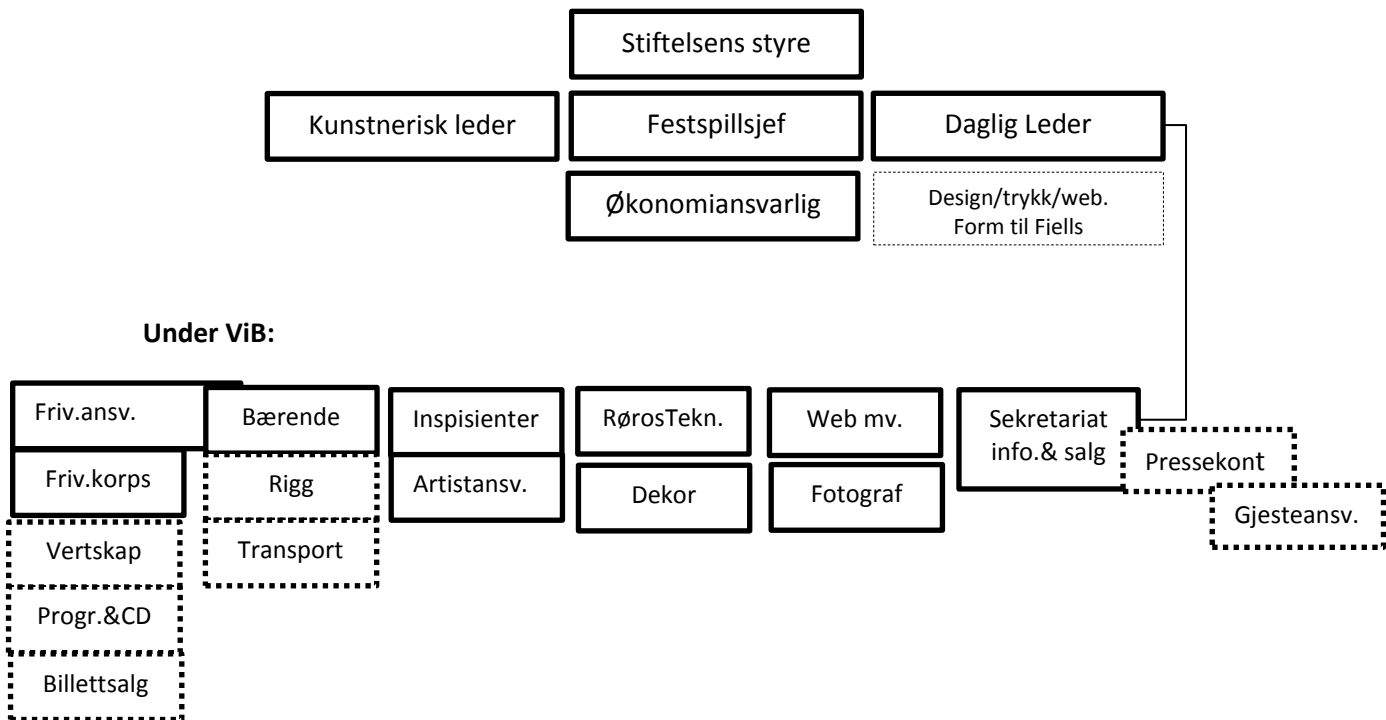 Stiftelsens styre
Kunstnerisk leder
Festspillsjef
Daglig Leder
Økonomiansvarlig
Design/trykk/web.
Form til Fjells
Under ViB:
Friv.ansv.
Bærende
Inspisienter
RørosTekn.
Web mv.
Sekretariat
info.& salg
Pressekont
Friv.korps
Rigg
Artistansv.
Dekor
Fotograf
Gjesteansv.
Vertskap
Transport
Progr.&CD
Billettsalg